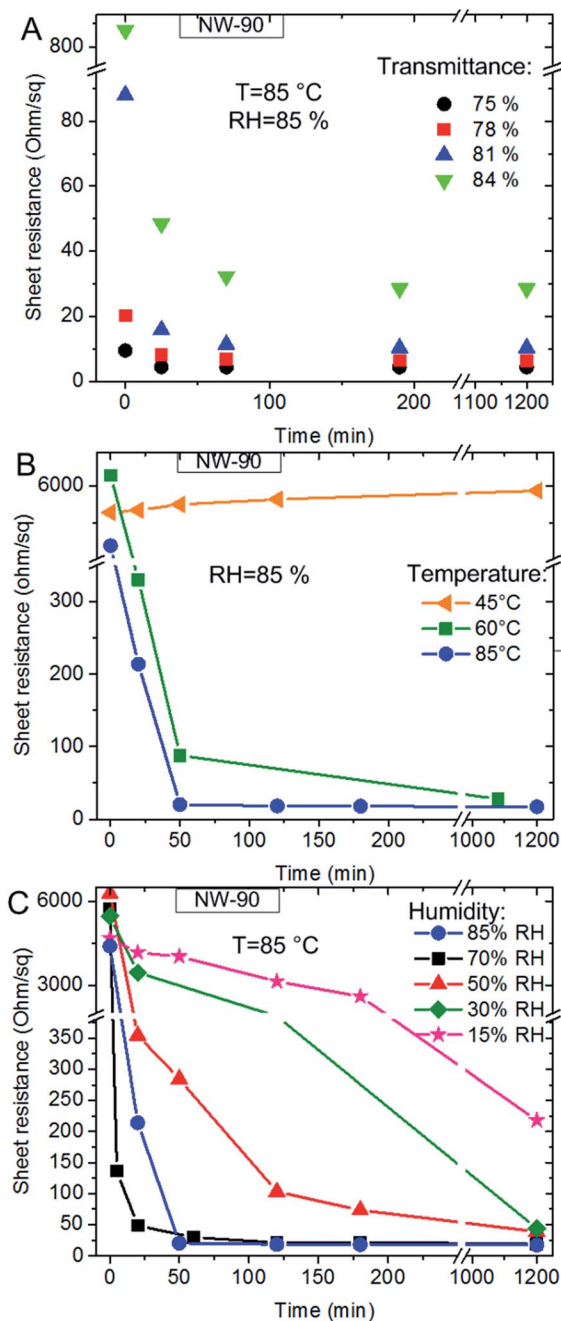 A
NW-90
800
80
60
40
20
0
Sheet resistance (Ohm/sq)
T=85 °C
RH=85 %
Transmittance:
75 %
78 %
81 %
84 %
0 100 200 1100 1200
Time (min)
B
NW-90
6000
300
200
100
0
Sheet resistance (ohm/sq)
RH=85 %
Temperature:
45°C
60°C
85°C
0 50 100 150 200 1000 1200
Time (min)
C
NW-90
6000
3000
350
300
250
200
150
100
50
0
Sheet resistance (Ohm/sq)
T=85 °C
Humidity:
85% RH
70% RH
50% RH
30% RH
15% RH
0 50 100 150 200 1000 1200
Time (min)